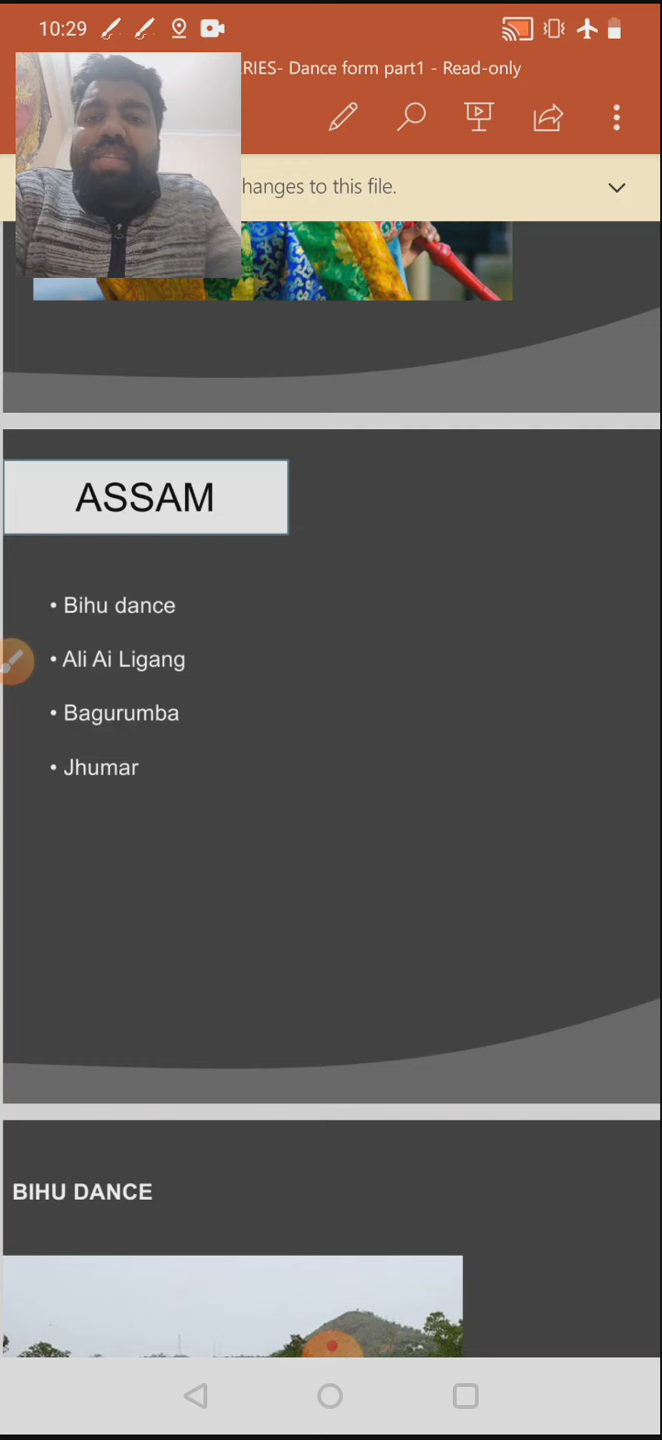 10:29
RIES- Dance form part1 - Read-only
hanges to this file.
ASSAM
• Bihu dance
• Ali Ai Ligang
• Bagurumba
• Jhumar
BIHU DANCE